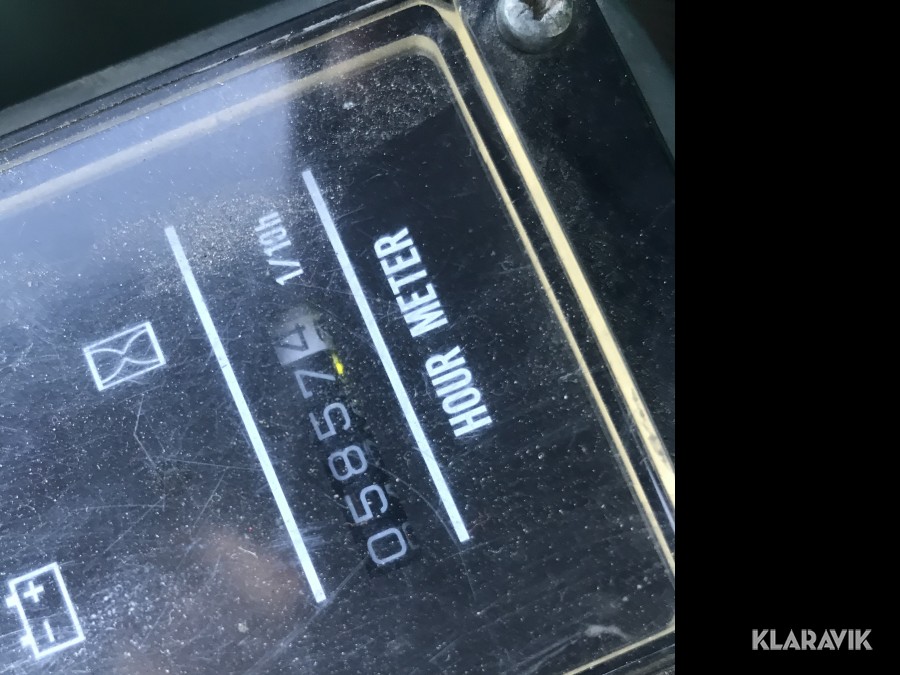 1/10h
058574
HOUR METER
KLARAVIK